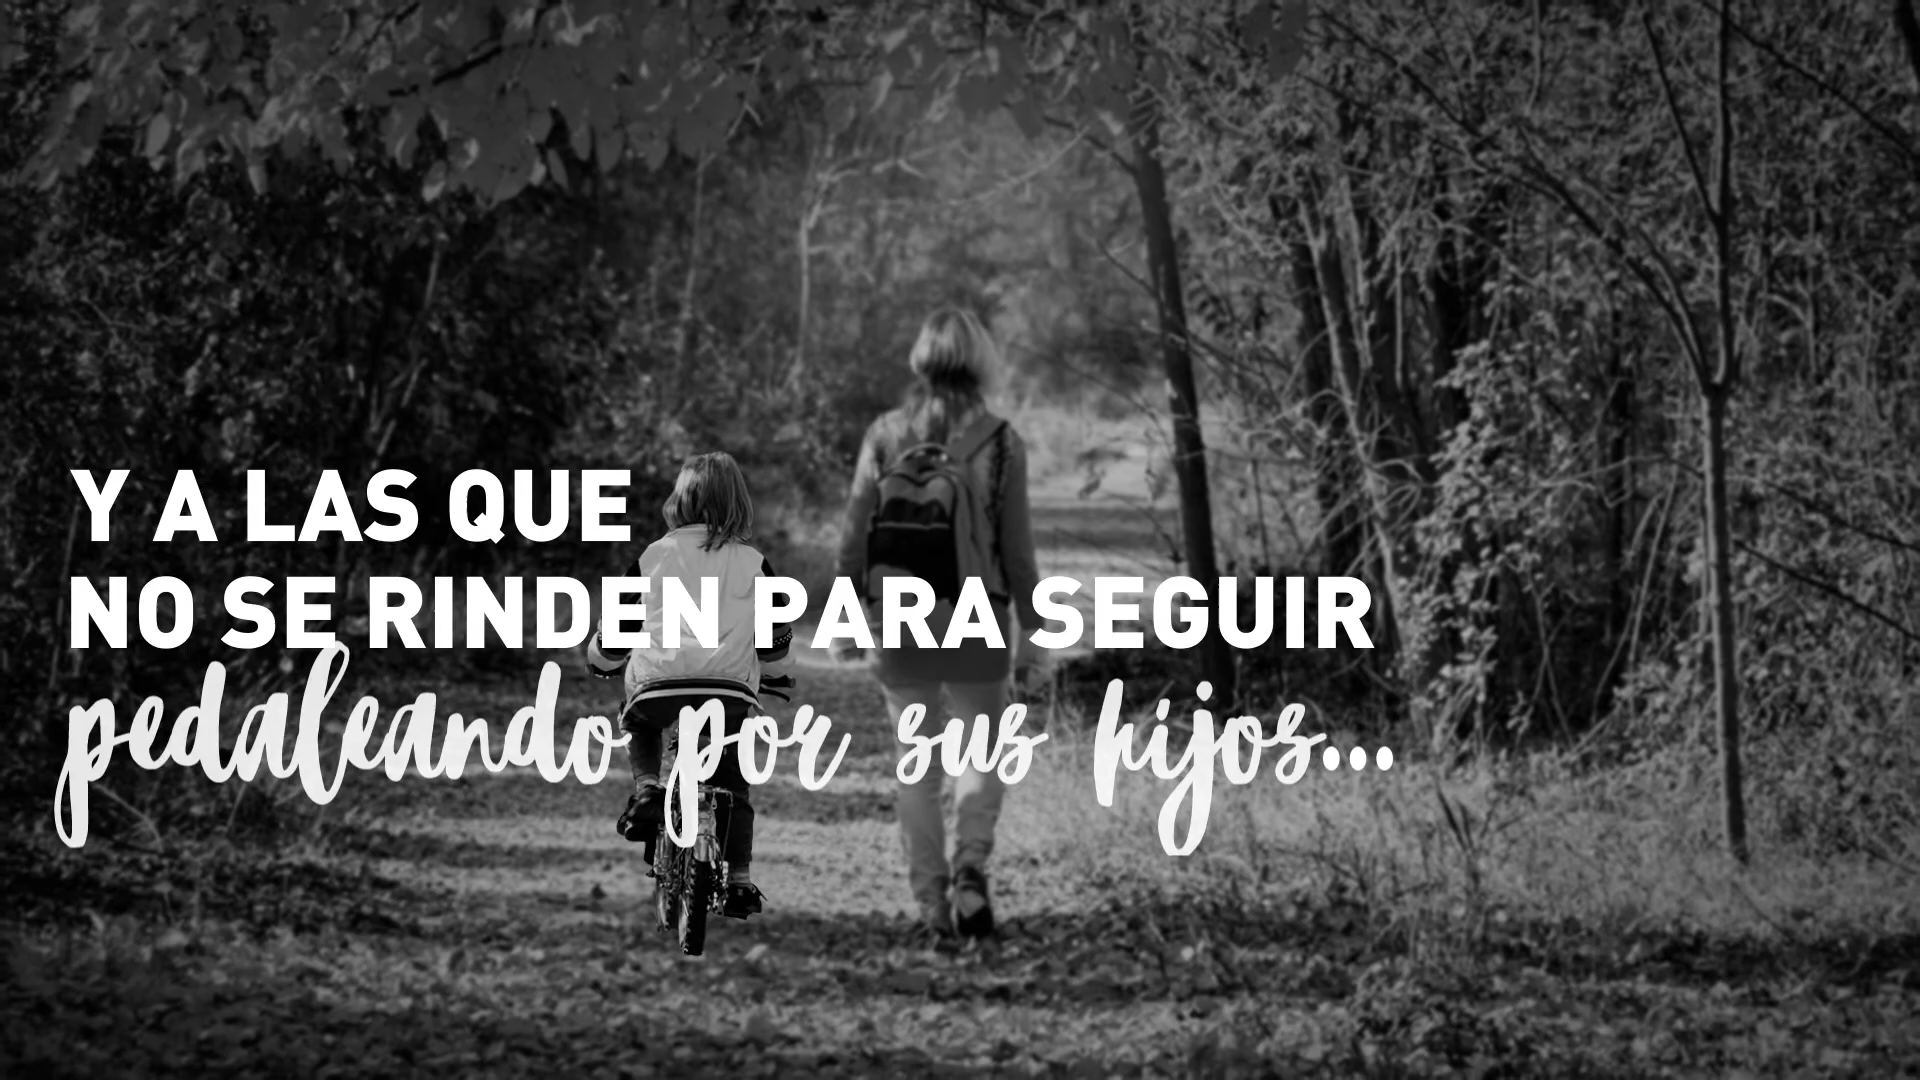 Y A LAS QUE
NO SE RINDEN PARA SEGUIR
pedaleando por sus hijos...